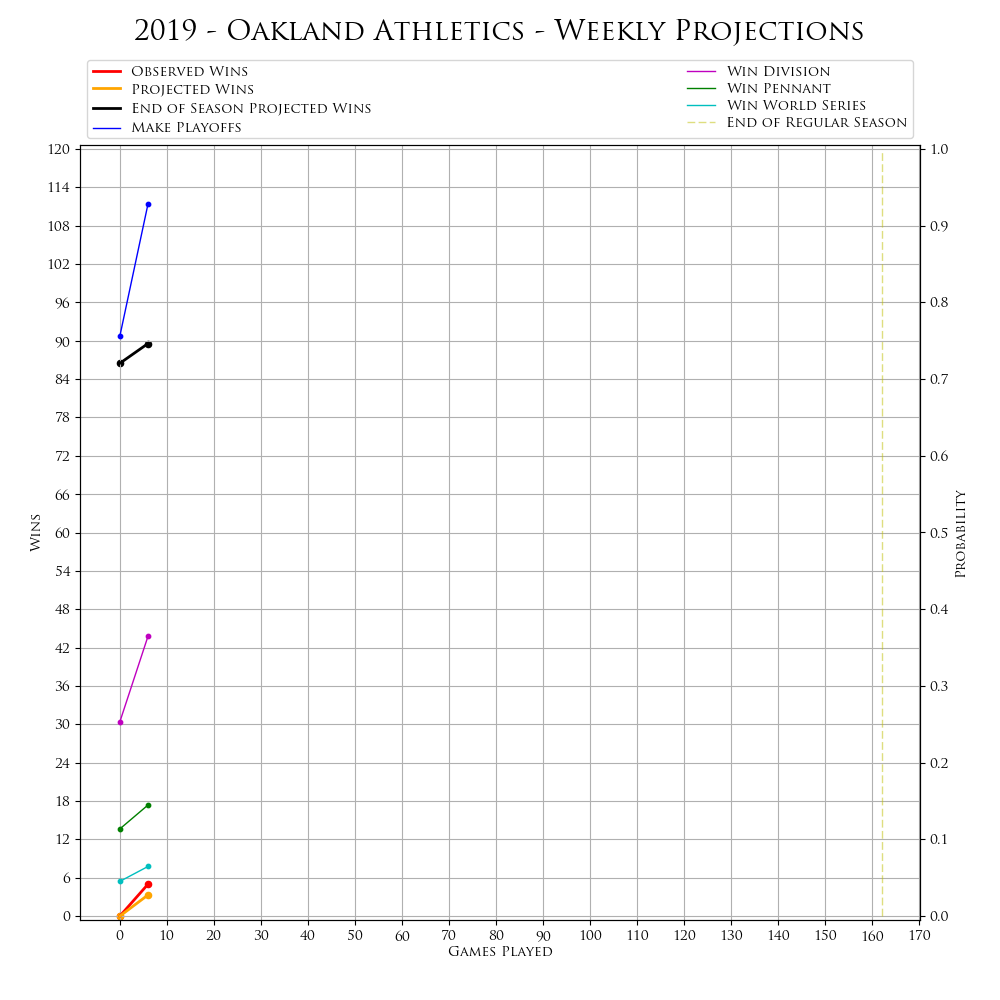 2019 - Oakland Athletics - Weekly Projections
Observed Wins
Projected Wins
End of Season Projected Wins
Make Playoffs
Win Division
Win Pennant
Win World Series
End of Regular Season
120
114
108
102
96
90
84
78
72
66
60
54
48
42
36
30
24
18
12
6
0
Wins
1.0
0.9
0.8
0.7
0.6
0.5
0.4
0.3
0.2
0.1
0.0
Probability
0 10 20 30 40 50 60 70 80 90 100 110 120 130 140 150 160 170
Games Played